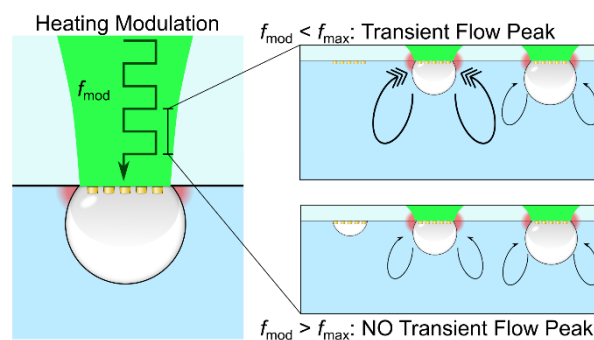 Heating Modulation
fmod
fmod < fmax: Transient Flow Peak
fmod > fmax: NO Transient Flow Peak